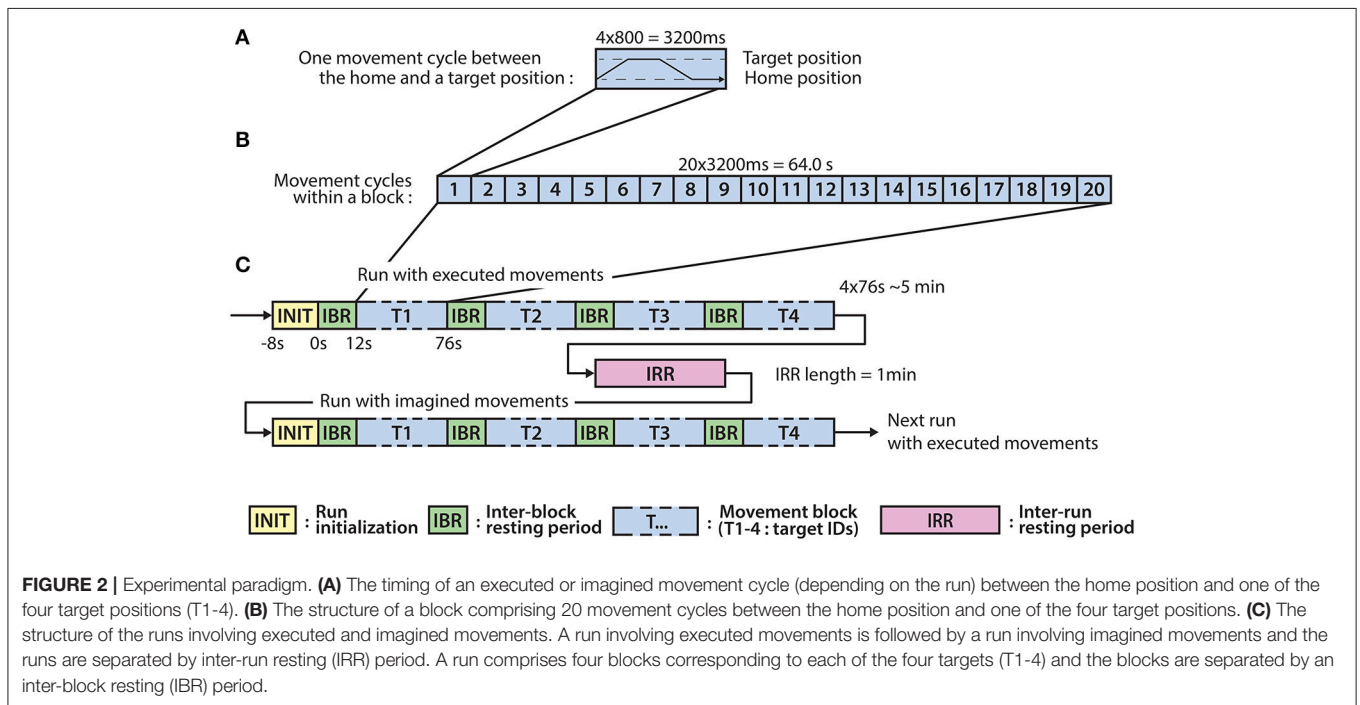 A
4x800 = 3200ms
One movement cycle between
the home and a target position :
Target position
Home position
B
20x3200ms = 64.0 s
Movement cycles
within a block :
1 2 3 4 5 6 7 8 9 10 11 12 13 14 15 16 17 18 19 20
C
Run with executed movements
4x76s ~5 min
INIT IBR T1 IBR T2 IBR T3 IBR T4
-8s 0s 12s 76s
IRR
IRR length = 1min
Run with imagined movements
INIT IBR T1 IBR T2 IBR T3 IBR T4
Next run
with executed movements
INIT : Run
initialization
IBR : Inter-block
resting period
T... : Movement block
(T1-4 : target IDs)
IRR : Inter-run
resting period
FIGURE 2 | Experimental paradigm. (A) The timing of an executed or imagined movement cycle (depending on the run) between the home position and one of the
four target positions (T1-4). (B) The structure of a block comprising 20 movement cycles between the home position and one of the four target positions. (C) The
structure of the runs involving executed and imagined movements. A run involving executed movements is followed by a run involving imagined movements and the
runs are separated by inter-run resting (IRR) period. A run comprises four blocks corresponding to each of the four targets (T1-4) and the blocks are separated by an
inter-block resting (IBR) period.